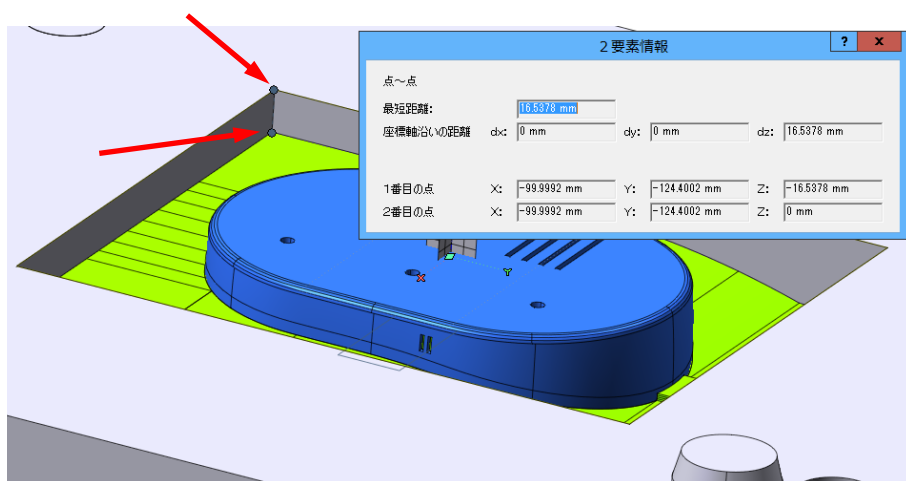 2要素情報
? x
点~点
最短距離: 16.5378 mm
座標軸沿いの距離 dx: 0 mm dy: 0 mm dz: 16.5378 mm
1番目の点 X: -99.9992 mm Y: -124.4002 mm Z: -16.5378 mm
2番目の点 X: -99.9992 mm Y: -124.4002 mm Z: 0 mm
X Y